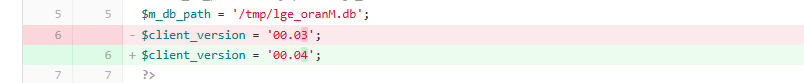 5 5 $m_db_path = '/tmp/lge_oranM.db';
6 - $client_version = '00.03';
6 + $client_version = '00.04';
7 7 ?>